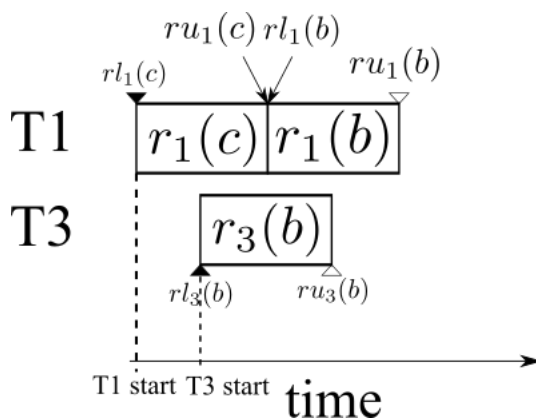 ru₁(c) rl₁(b)
rl₁(c)
ru₁(b)
T1
r₁(c)
r₁(b)
T3
r₃(b)
rl₃(b)
ru₃(b)
T1 start T3 start
time